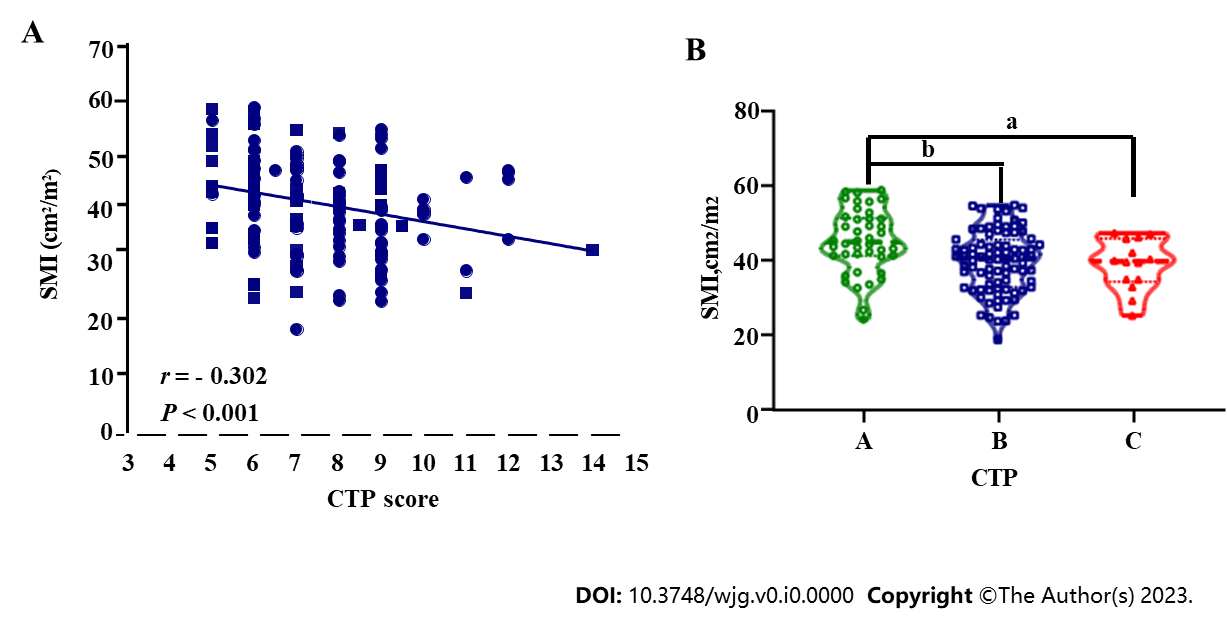 A
70
60
50
40
30
20
10
0
SMI (cm²/m²)
r = - 0.302
P < 0.001
3 4 5 6 7 8 9 10 11 12 13 14 15
CTP score
B
80
60
40
20
0
SMI,cm2/m2
a
b
A B C
CTP
DOI: 10.3748/wjg.v0.i0.0000 Copyright ©The Author(s) 2023.